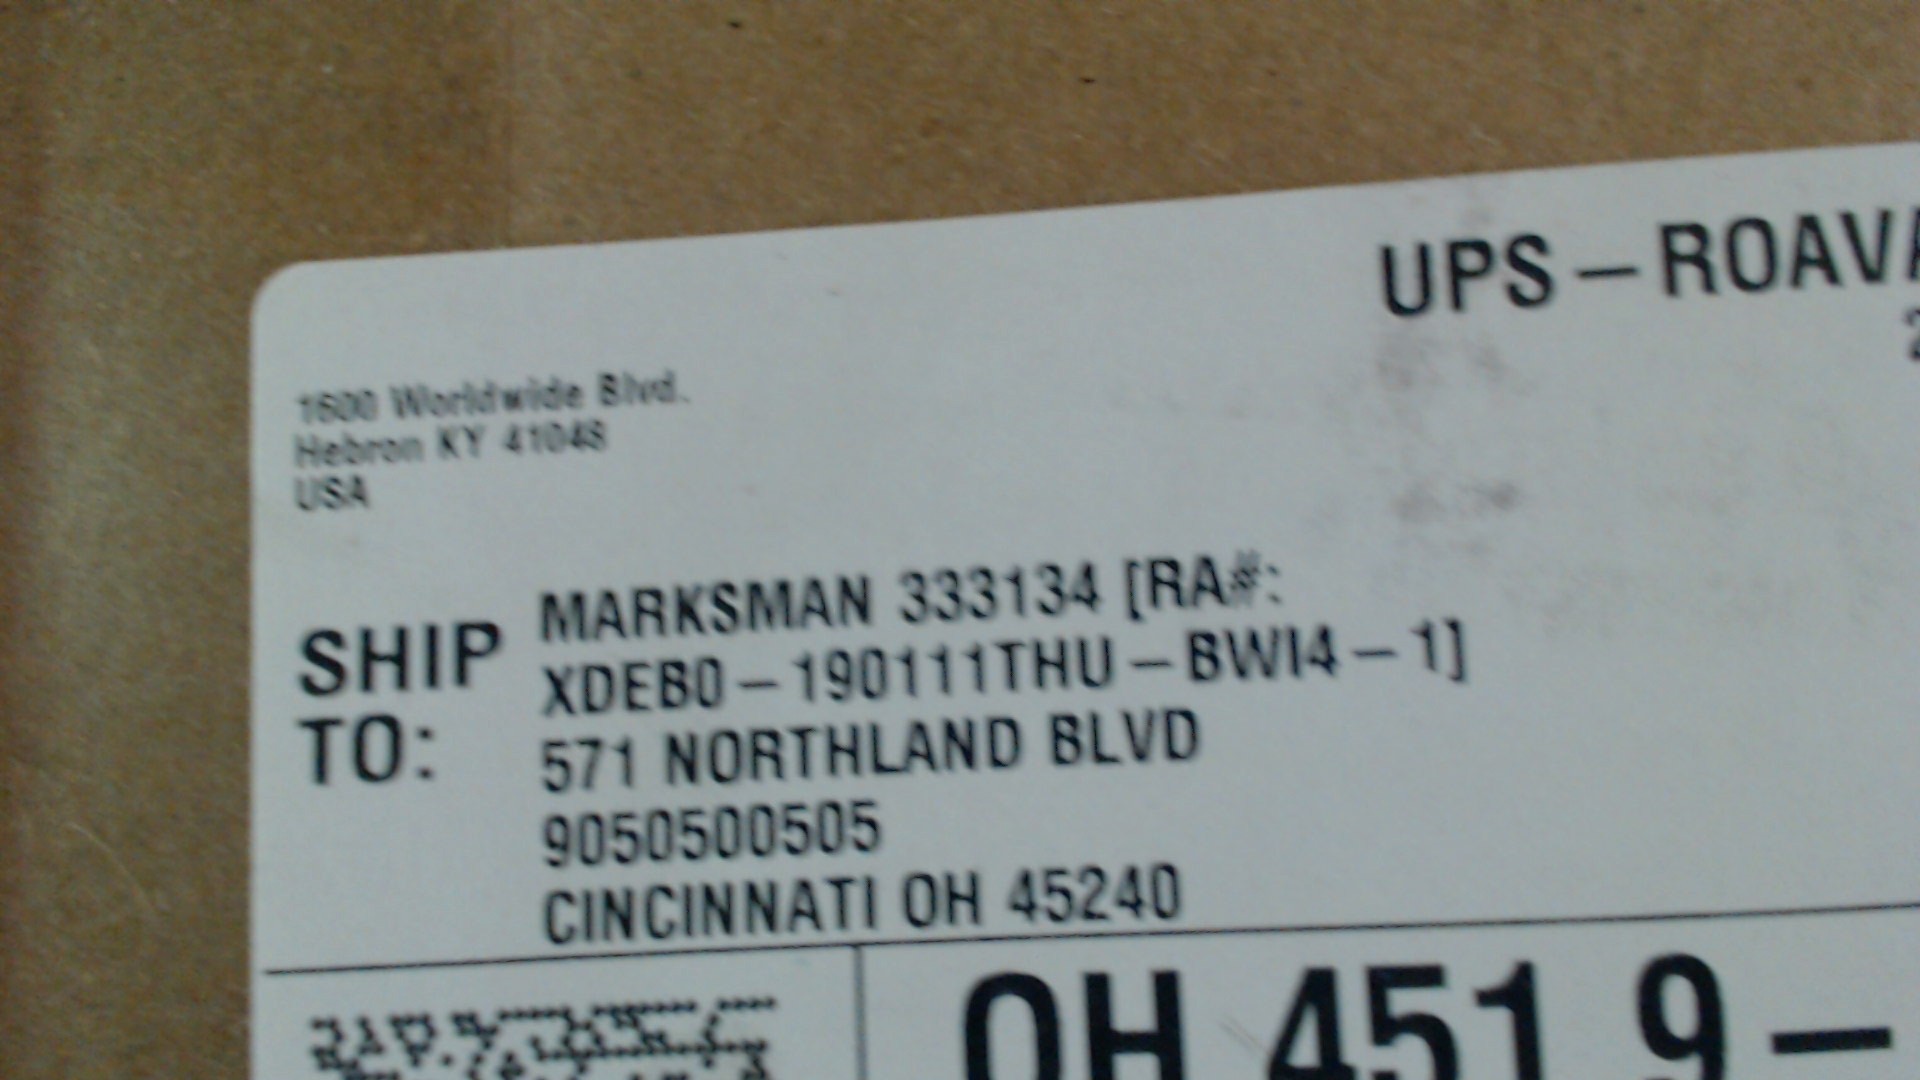 UPS-ROAVA
1600 Worldwide Blvd.
Hebron KY 41048
USA
SHIP TO:
MARKSMAN 333134 [RA#:
XDEB0-190111THU-BWI4-1]
571 NORTHLAND BLVD
9050500505
CINCINNATI OH 45240
OH 451 9-